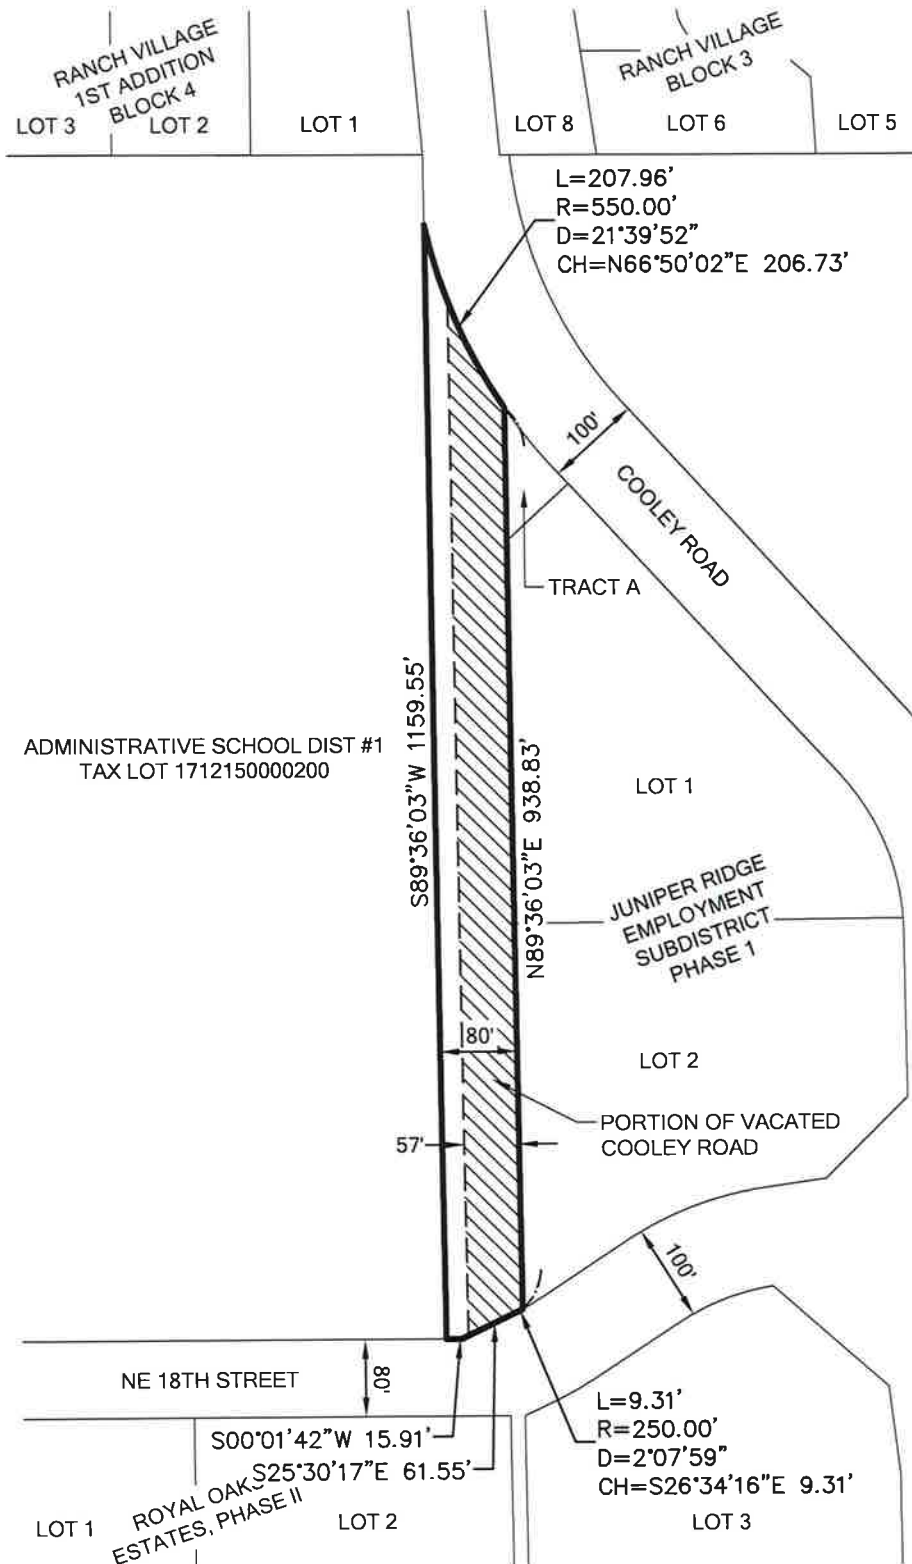 RANCH VILLAGE
1ST ADDITION
BLOCK 4
LOT 3
LOT 2
LOT 1
RANCH VILLAGE
BLOCK 3
LOT 8
LOT 6
LOT 5
L=207.96'
R=550.00'
D=21°39'52"
CH=N66°50'02"E 206.73'
100'
COOLEY ROAD
TRACT A
ADMINISTRATIVE SCHOOL DIST #1
TAX LOT 1712150000200
S89°36'03"W 1159.55'
N89°36'03"E 938.83'
LOT 1
JUNIPER RIDGE
EMPLOYMENT
SUBDISTRICT
PHASE 1
80'
LOT 2
57'
PORTION OF VACATED
COOLEY ROAD
100'
NE 18TH STREET
80'
S00°01'42"W 15.91'
S25°30'17"E 61.55'
L=9.31'
R=250.00'
D=2°07'59"
CH=S26°34'16"E 9.31'
LOT 1
ROYAL OAKS
ESTATES, PHASE II
LOT 2
LOT 3